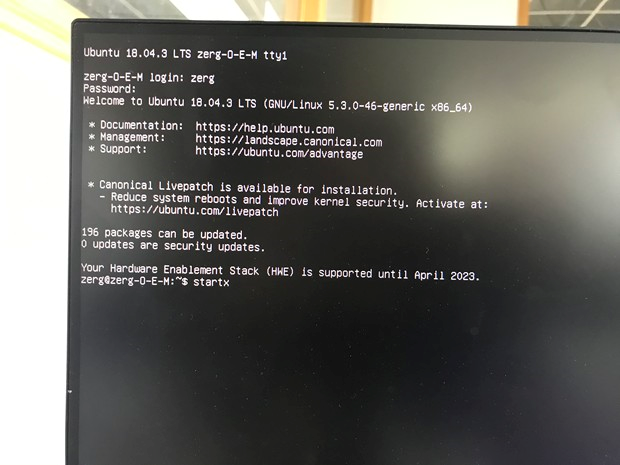 Ubuntu 18.04.3 LTS zerg-O-E-M tty1
zerg-O-E-M login: zerg
Password:
Welcome to Ubuntu 18.04.3 LTS (GNU/Linux 5.3.0-46-generic x86_64)
* Documentation: https://help.ubuntu.com
* Management: https://landscape.canonical.com
* Support: https://ubuntu.com/advantage
* Canonical Livepatch is available for installation.
- Reduce system reboots and improve kernel security. Activate at:
https://ubuntu.com/livepatch
196 packages can be updated.
0 updates are security updates.
Your Hardware Enablement Stack (HWE) is supported until April 2023.
zerg@zerg-O-E-M:~$ startx